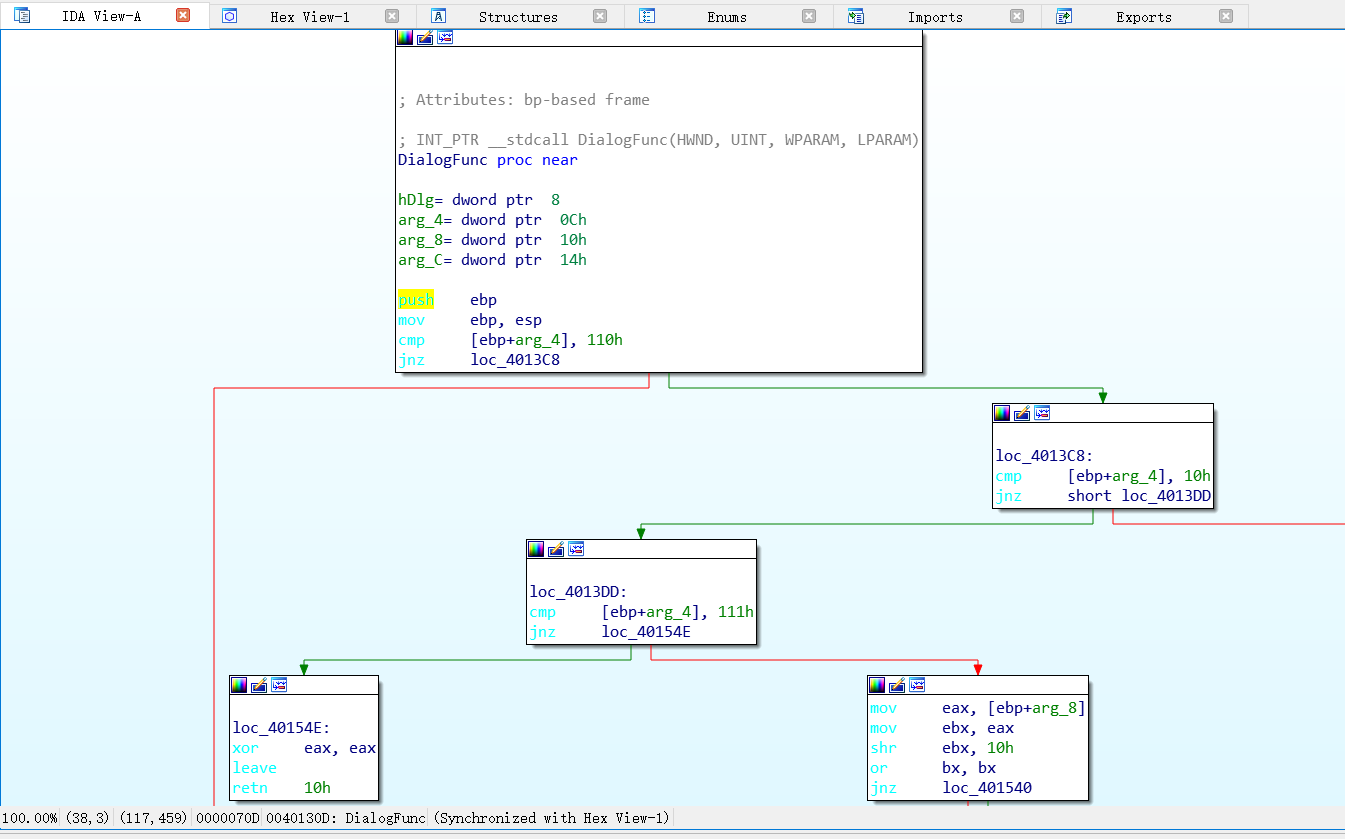 IDA View-A Hex View-1 Structures Enums Imports Exports
; Attributes: bp-based frame
; INT_PTR __stdcall DialogFunc(HWND, UINT, WPARAM, LPARAM)
DialogFunc proc near
hDlg= dword ptr  8
arg_4= dword ptr  0Ch
arg_8= dword ptr  10h
arg_C= dword ptr  14h
push    ebp
mov     ebp, esp
cmp     [ebp+arg_4], 110h
jnz     loc_4013C8
loc_4013C8:
cmp     [ebp+arg_4], 10h
jnz     short loc_4013DD
loc_4013DD:
cmp     [ebp+arg_4], 111h
jnz     loc_40154E
loc_40154E:
xor     eax, eax
leave
retn    10h
mov     eax, [ebp+arg_8]
mov     ebx, eax
shr     ebx, 10h
or      bx, bx
jnz     loc_401540
100.00% (38,3) (117,459) 0000070D 0040130D: DialogFunc (Synchronized with Hex View-1)